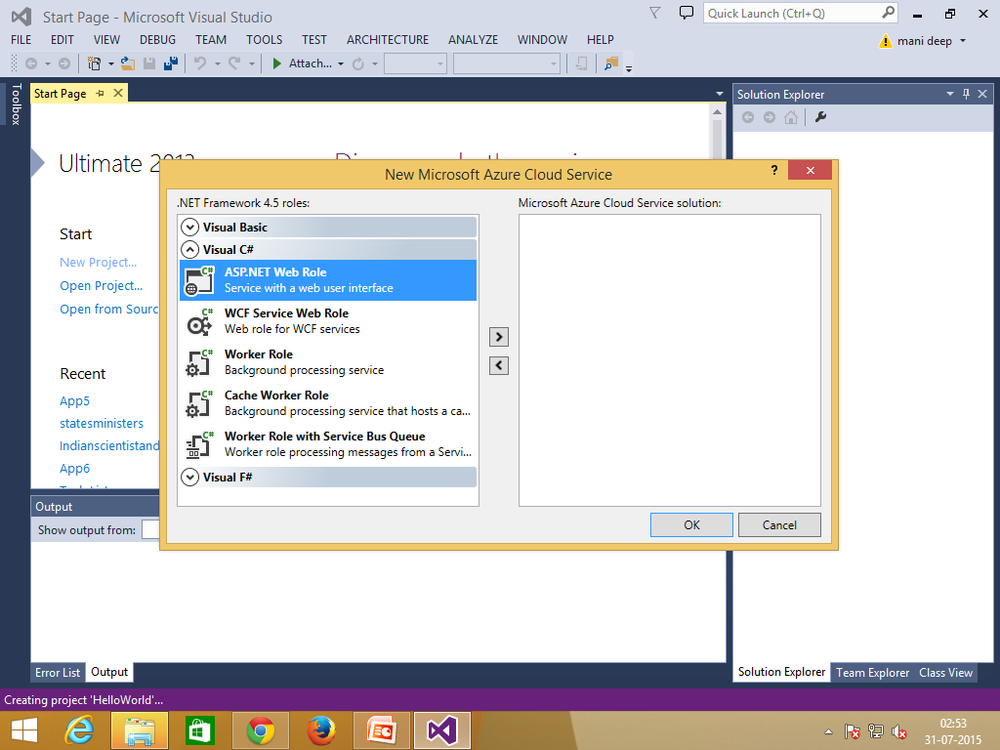 Start Page - Microsoft Visual Studio
Quick Launch (Ctrl+Q)
FILE EDIT VIEW DEBUG TEAM TOOLS TEST ARCHITECTURE ANALYZE WINDOW HELP
mani deep
Attach...
Toolbox
Start Page
Solution Explorer
Ultimate 2013
New Microsoft Azure Cloud Service
?
.NET Framework 4.5 roles:
Microsoft Azure Cloud Service solution:
Visual Basic
Visual C#
C#
ASP.NET Web Role
Service with a web user interface
C#
WCF Service Web Role
Web role for WCF services
C#
Worker Role
Background processing service
C#
Cache Worker Role
Background processing service that hosts a ca...
C#
Worker Role with Service Bus Queue
Worker role processing messages from a Servi...
Visual F#
OK
Cancel
Start
New Project...
Open Project...
Open from Sourc
Recent
App5
statesministers
Indianscientistand
App6
Output
Show output from:
Error List
Output
Solution Explorer
Team Explorer
Class View
Creating project 'HelloWorld'...
02:53
31-07-2015